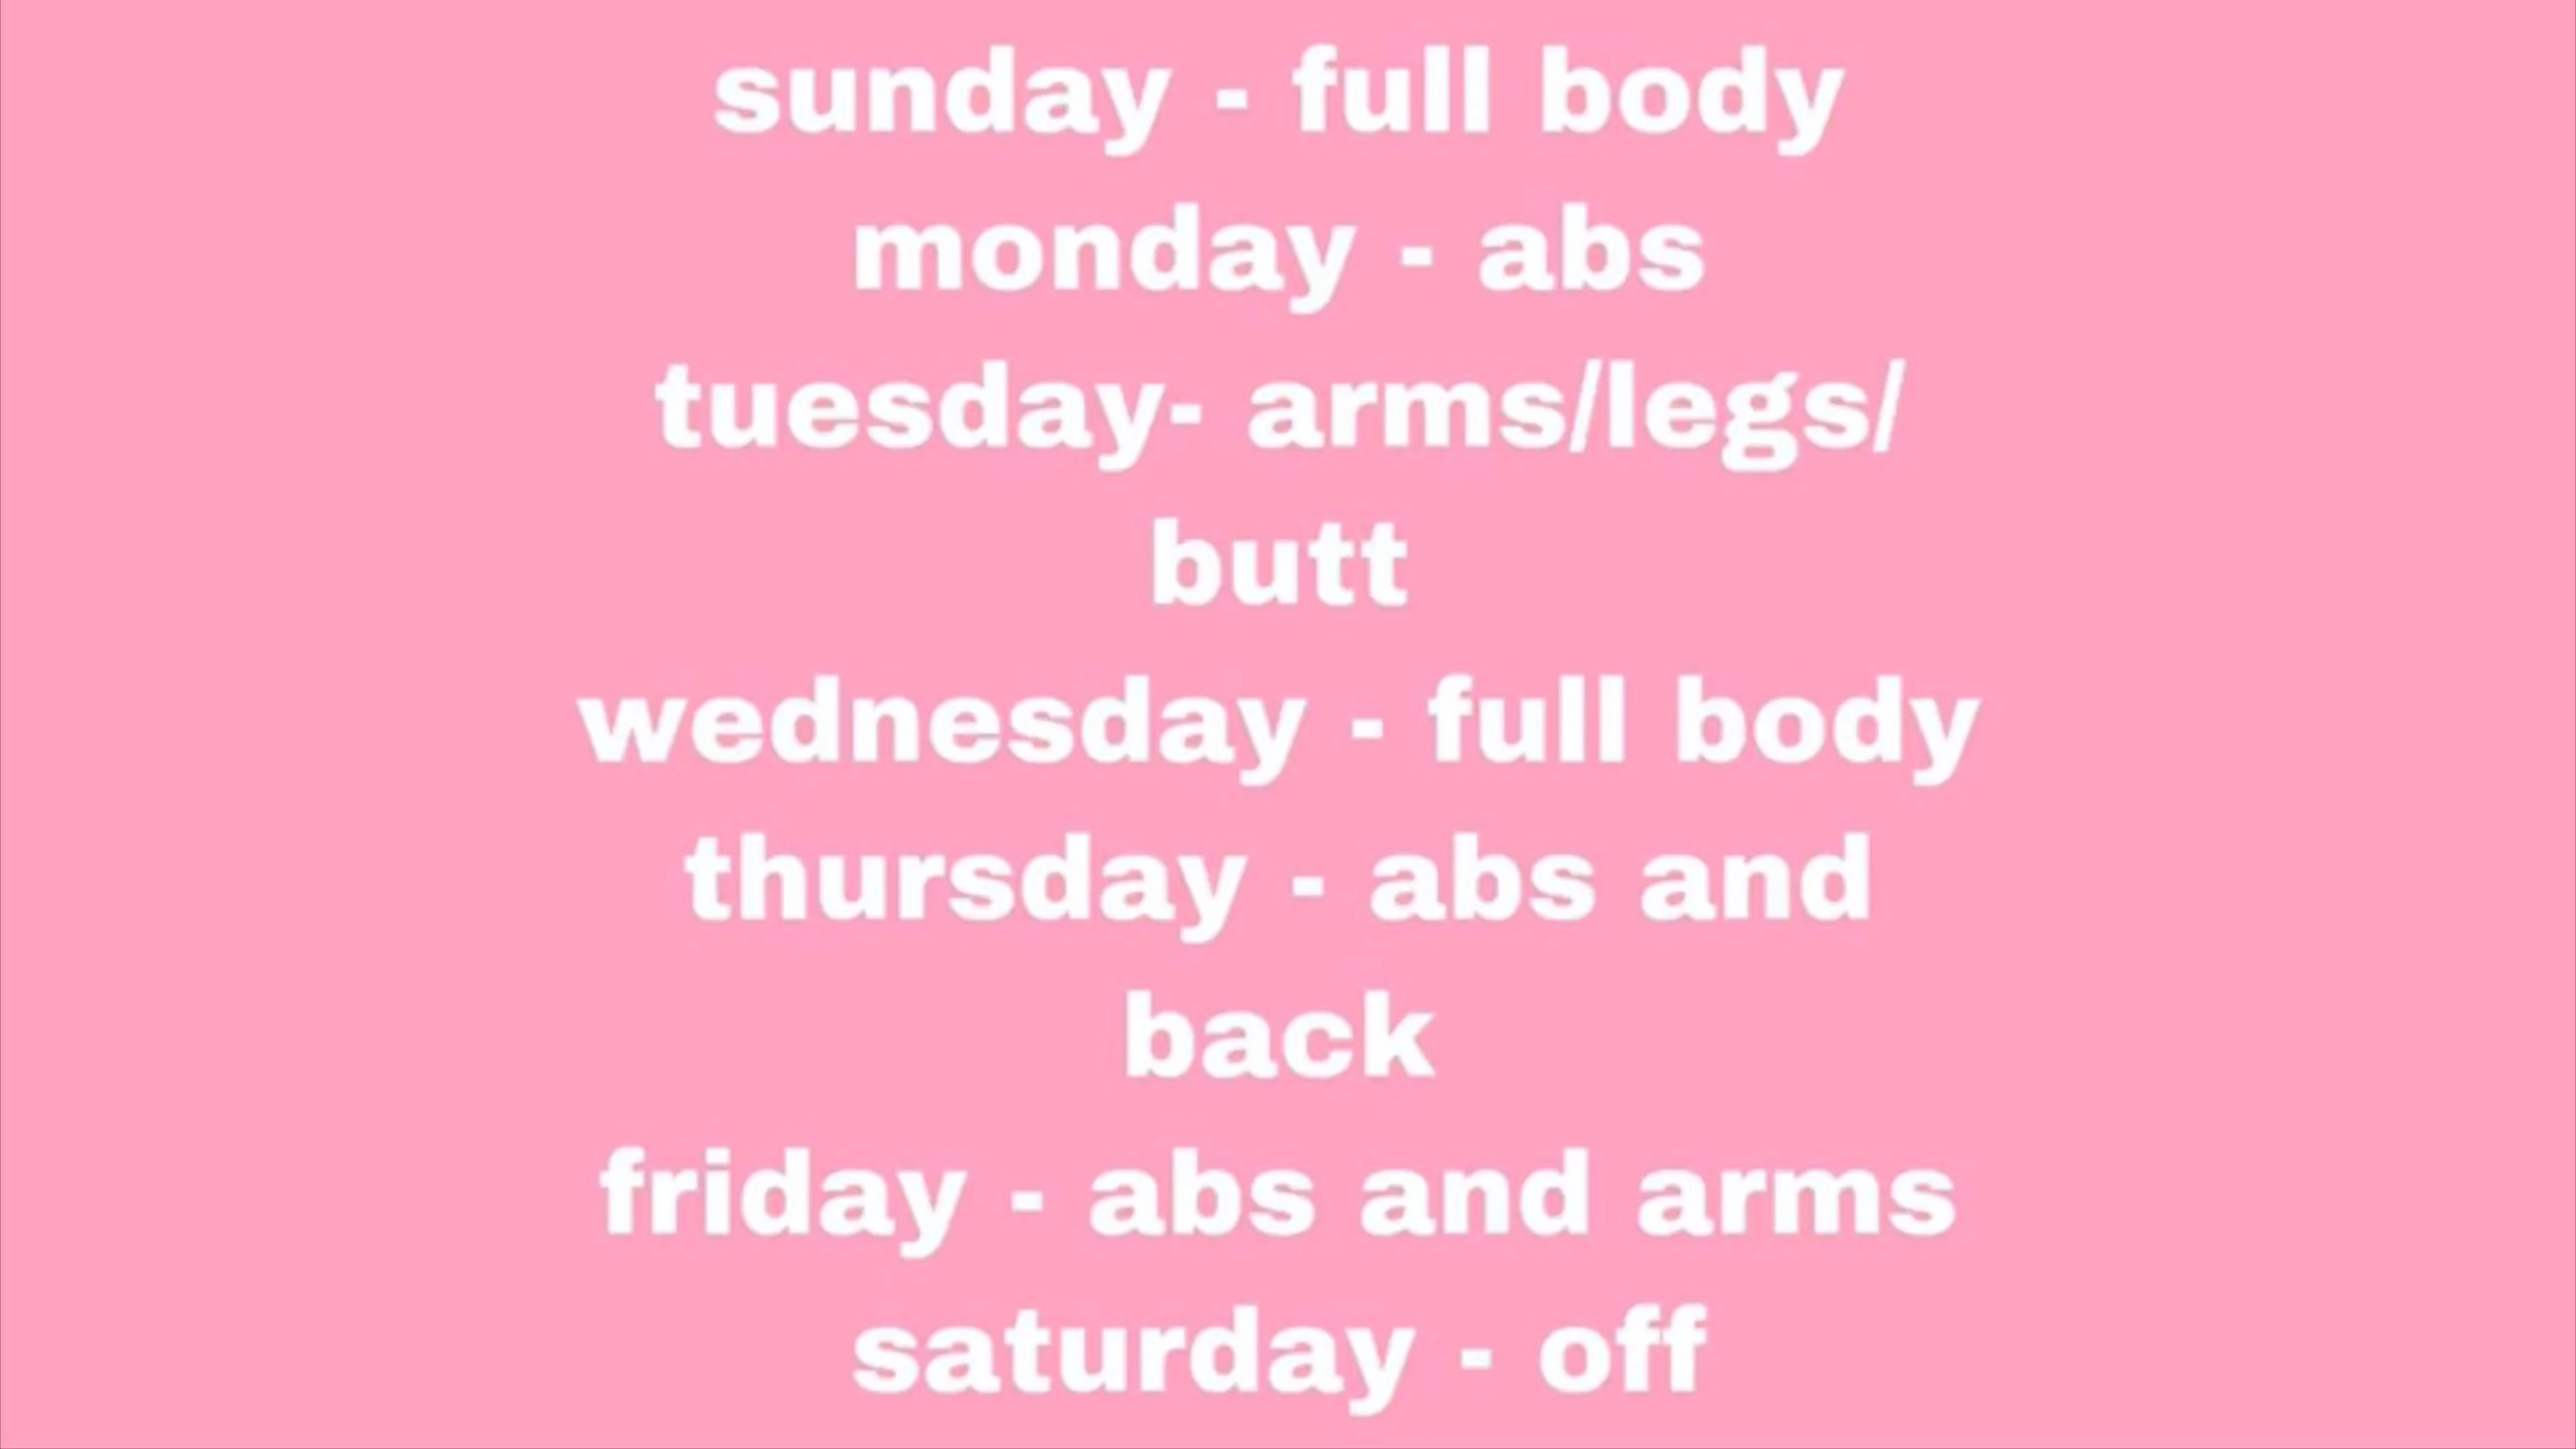 sunday - full body
monday - abs
tuesday- arms/legs/
butt
wednesday - full body
thursday - abs and
back
friday - abs and arms
saturday - off